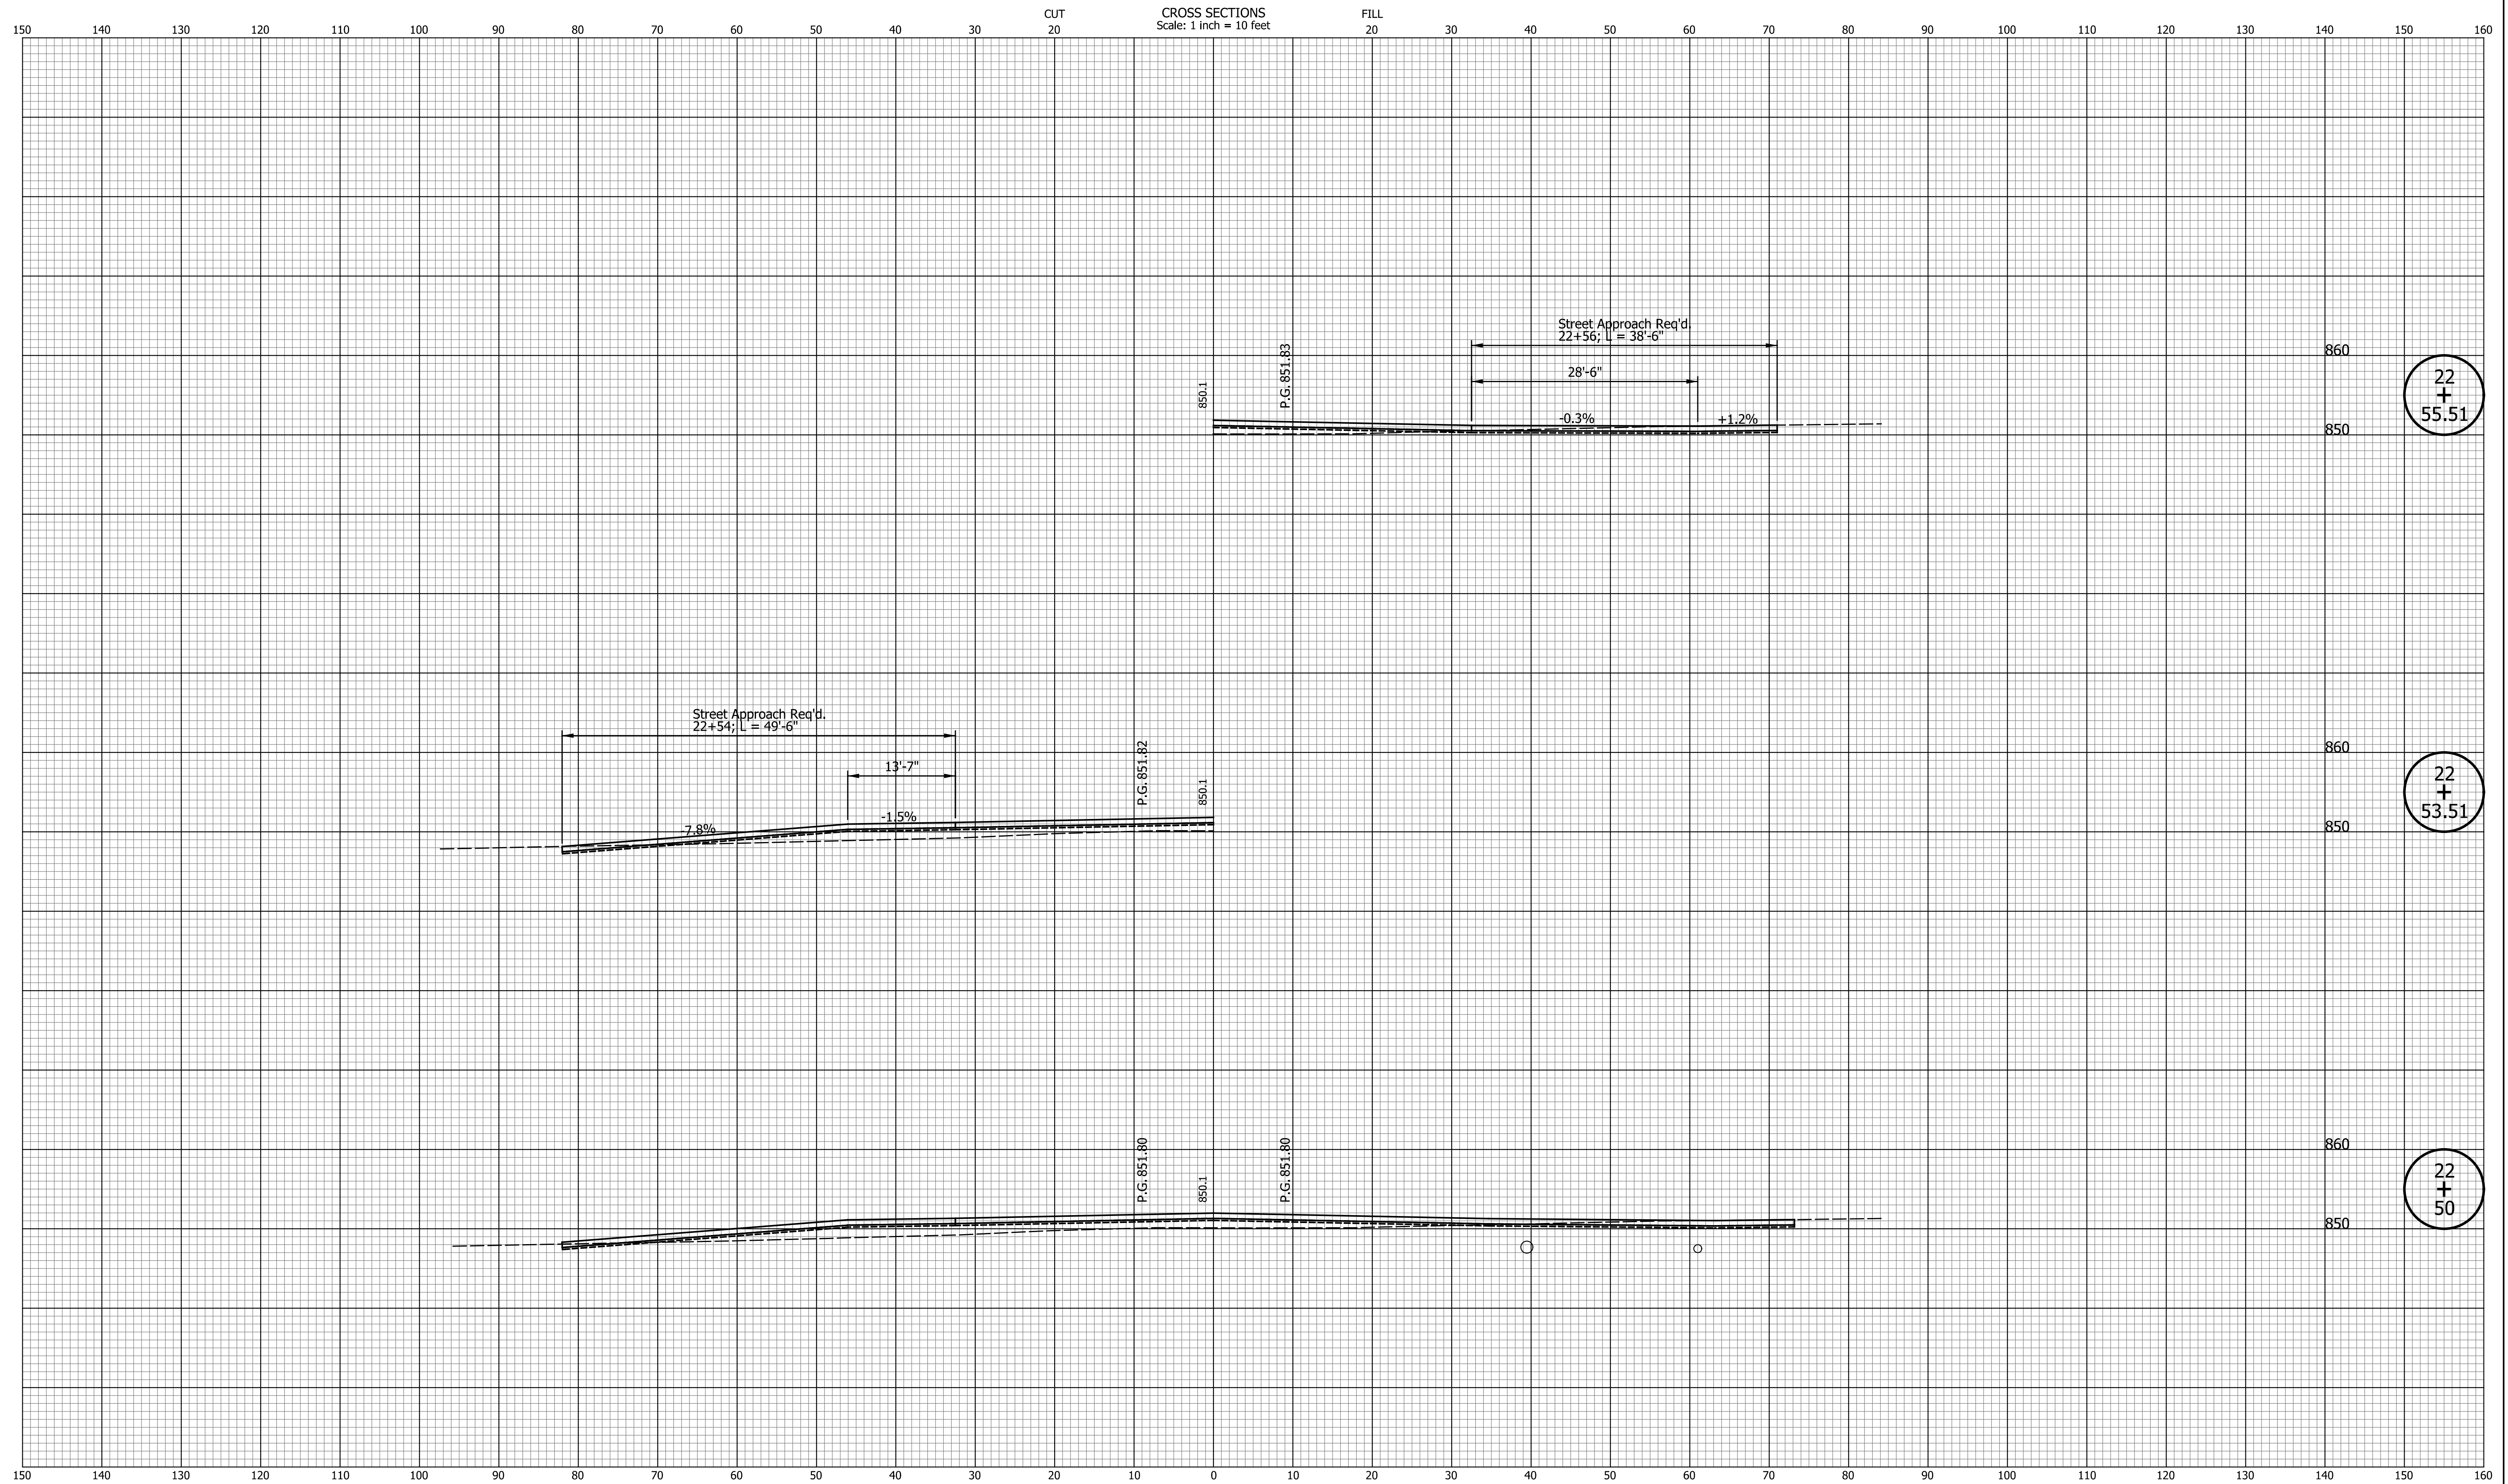 CUT CROSS SECTIONS FILL
Scale: 1 inch = 10 feet
150 140 130 120 110 100 90 80 70 60 50 40 30 20 20 30 40 50 60 70 80 90 100 110 120 130 140 150 160
Street Approach Req'd.
22+56; L = 38'-6"
28'-6"
850.1
P.G. 851.83
-0.3%
+1.2%
860
850
22
+
55.51
Street Approach Req'd.
22+54; L = 49'-6"
13'-7"
-7.8%
-1.5%
P.G. 851.82
850.1
860
850
22
+
53.51
P.G. 851.80
850.1
P.G. 851.80
860
850
22
+
50
150 140 130 120 110 100 90 80 70 60 50 40 30 20 10 0 10 20 30 40 50 60 70 80 90 100 110 120 130 140 150 160